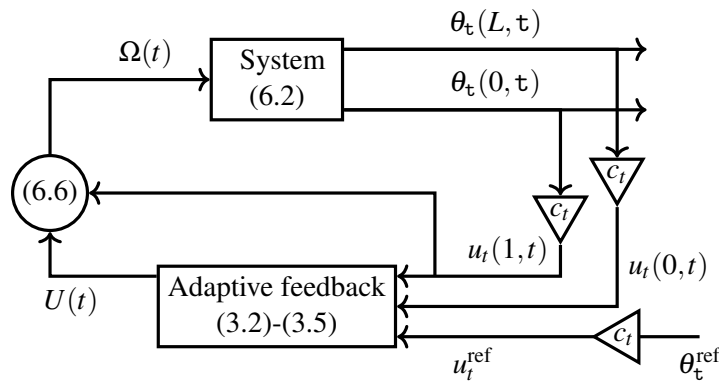 θ_t(L, t)
Ω(t)
System
(6.2)
θ_t(0, t)
(6.6)
c_t
c_t
u_t(1, t)
u_t(0, t)
U(t)
Adaptive feedback
(3.2)-(3.5)
c_t
u_t^ref
θ_t^ref